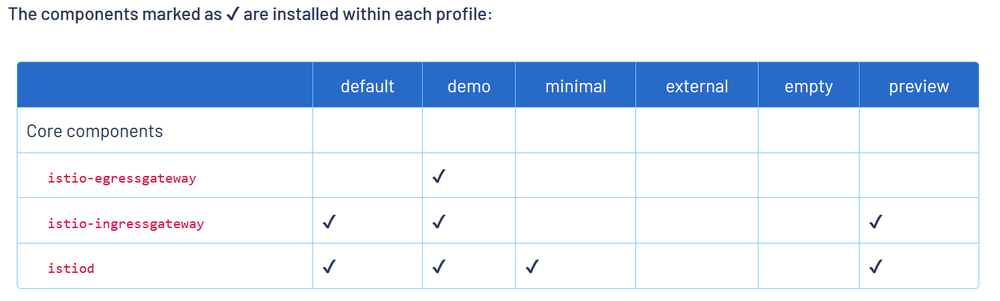 The components marked as ✓ are installed within each profile:
default demo minimal external empty preview
Core components
istio-egressgateway ✓
istio-ingressgateway ✓ ✓ ✓
istiod ✓ ✓ ✓ ✓